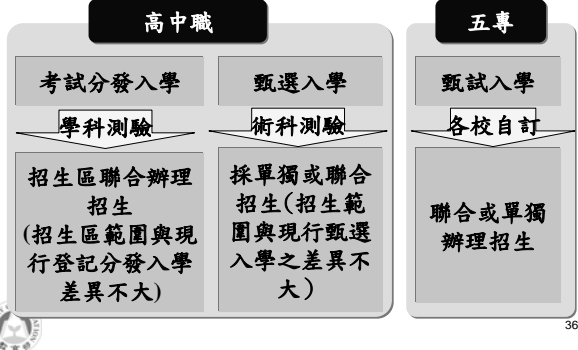 高中職
考試分發入學
學科測驗
招生區聯合辦理
招生
(招生區範圍與現
行登記分發入學
差異不大)
甄選入學
術科測驗
採單獨或聯合
招生(招生範
圍與現行甄選
入學之差異不
大)
五專
甄試入學
各校自訂
聯合或單獨
辦理招生
36